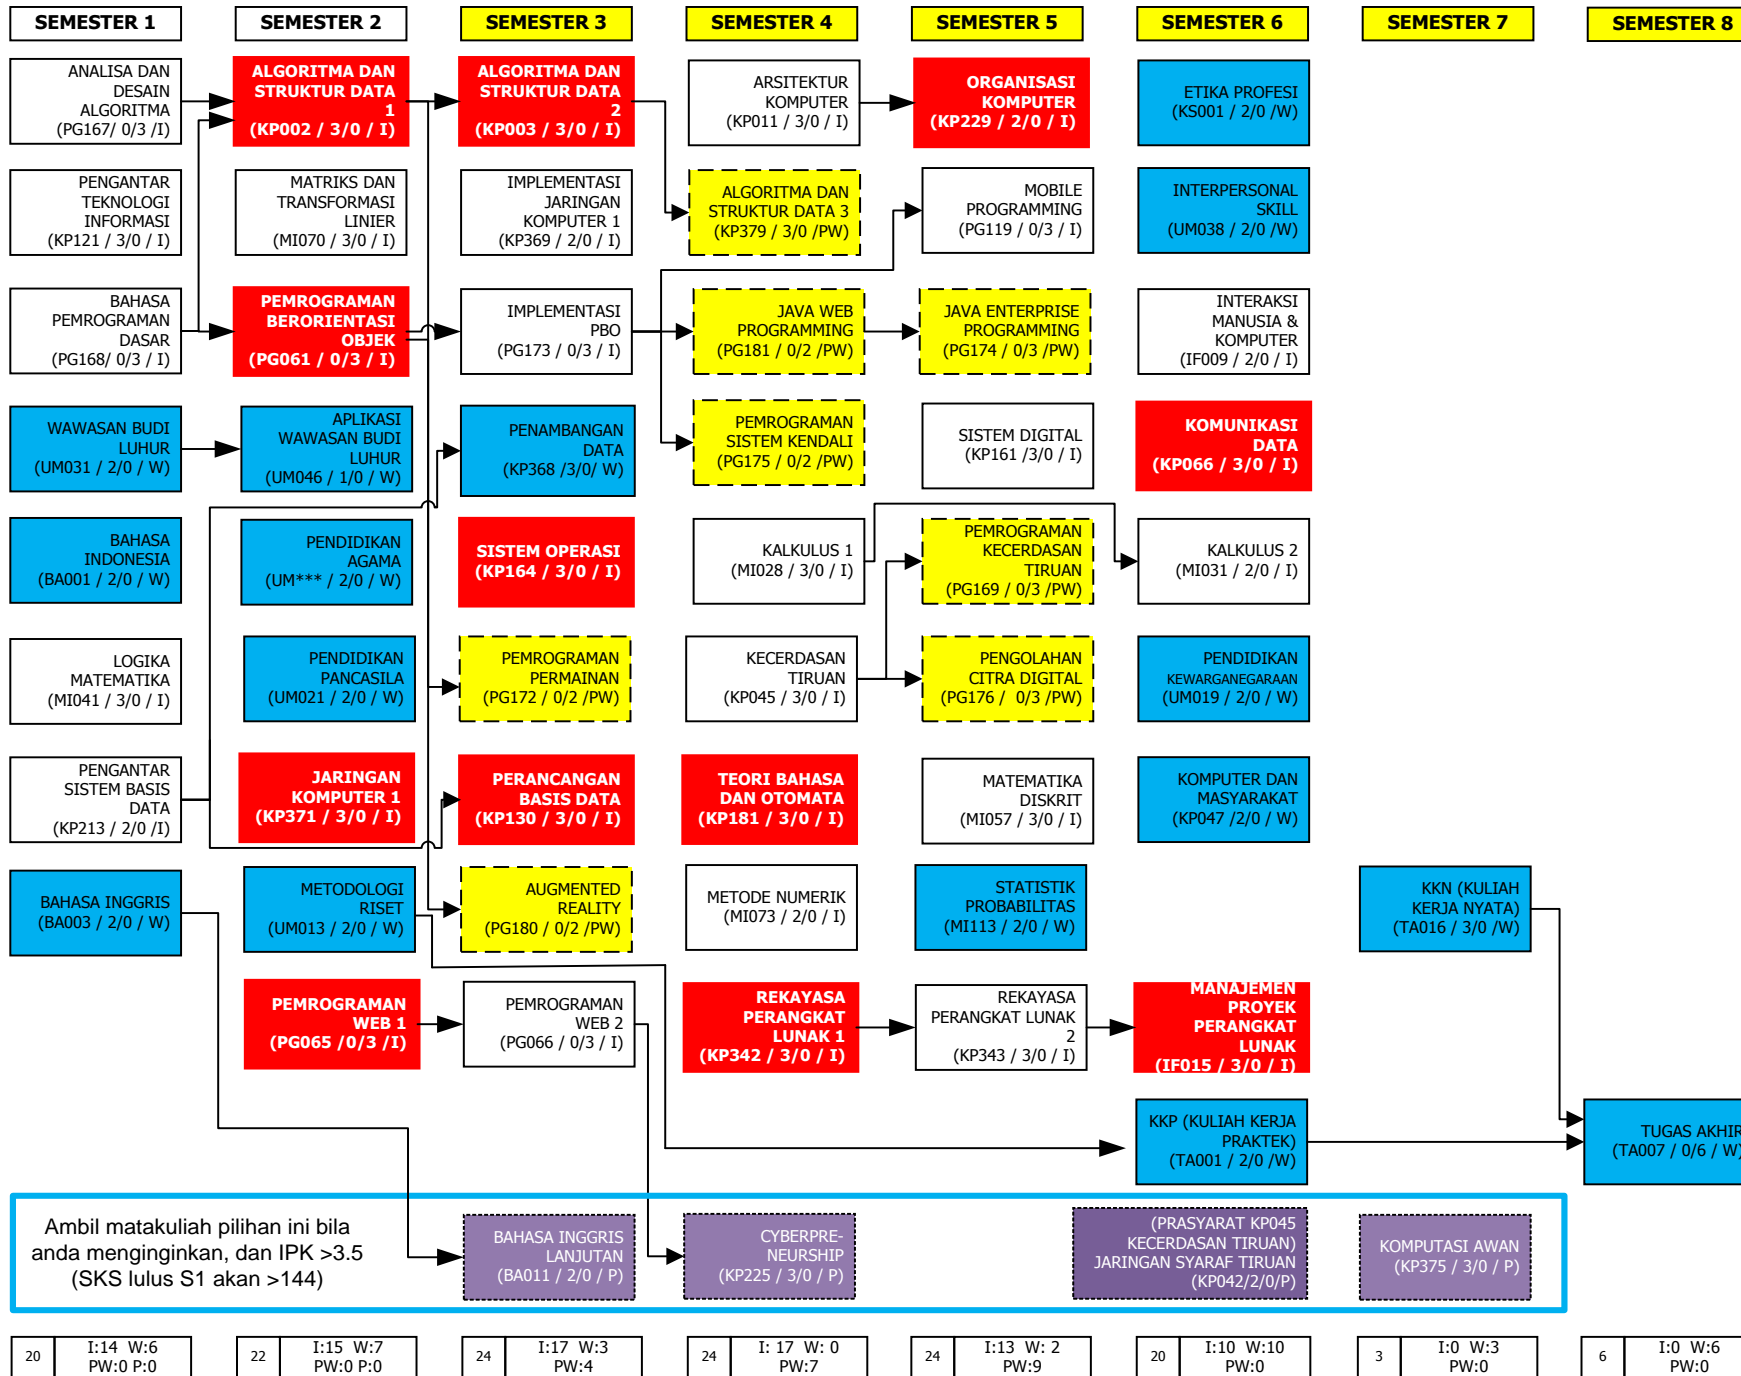 SEMESTER 1
SEMESTER 2
SEMESTER 3
SEMESTER 4
SEMESTER 5
SEMESTER 6
SEMESTER 7
SEMESTER 8
ANALISA DAN
DESAIN
ALGORITMA
(PG167/ 0/3 /I)
ALGORITMA DAN
STRUKTUR DATA
1
(KP002 / 3/0 / I)
ALGORITMA DAN
STRUKTUR DATA
2
(KP003 / 3/0 / I)
ARSITEKTUR
KOMPUTER
(KP011 / 3/0 / I)
ORGANISASI
KOMPUTER
(KP229 / 2/0 / I)
ETIKA PROFESI
(KS001 / 2/0 /W)
PENGANTAR
TEKNOLOGI
INFORMASI
(KP121 / 3/0 / I)
MATRIKS DAN
TRANSFORMASI
LINIER
(MI070 / 3/0 / I)
IMPLEMENTASI
JARINGAN
KOMPUTER 1
(KP369 / 2/0 / I)
ALGORITMA DAN
STRUKTUR DATA 3
(KP379 / 3/0 /PW)
MOBILE
PROGRAMMING
(PG119 / 0/3 / I)
INTERPERSONAL
SKILL
(UM038 / 2/0 /W)
BAHASA
PEMROGRAMAN
DASAR
(PG168/ 0/3 / I)
PEMROGRAMAN
BERORIENTASI
OBJEK
(PG061 / 0/3 / I)
IMPLEMENTASI
PBO
(PG173 / 0/3 / I)
JAVA WEB
PROGRAMMING
(PG181 / 0/2 /PW)
JAVA ENTERPRISE
PROGRAMMING
(PG174 / 0/3 /PW)
INTERAKSI
MANUSIA &
KOMPUTER
(IF009 / 2/0 / I)
WAWASAN BUDI
LUHUR
(UM031 / 2/0 / W)
APLIKASI
WAWASAN BUDI
LUHUR
(UM046 / 1/0 / W)
PENAMBANGAN
DATA
(KP368 /3/0/ W)
PEMROGRAMAN
SISTEM KENDALI
(PG175 / 0/2 /PW)
SISTEM DIGITAL
(KP161 /3/0 / I)
KOMUNIKASI
DATA
(KP066 / 3/0 / I)
BAHASA
INDONESIA
(BA001 / 2/0 / W)
PENDIDIKAN
AGAMA
(UM*** / 2/0 / W)
SISTEM OPERASI
(KP164 / 3/0 / I)
KALKULUS 1
(MI028 / 3/0 / I)
PEMROGRAMAN
KECERDASAN
TIRUAN
(PG169 / 0/3 /PW)
KALKULUS 2
(MI031 / 2/0 / I)
LOGIKA
MATEMATIKA
(MI041 / 3/0 / I)
PENDIDIKAN
PANCASILA
(UM021 / 2/0 / W)
PEMROGRAMAN
PERMAINAN
(PG172 / 0/2 /PW)
KECERDASAN
TIRUAN
(KP045 / 3/0 / I)
PENGOLAHAN
CITRA DIGITAL
(PG176 /  0/3 /PW)
PENDIDIKAN
KEWARGANEGARAAN
(UM019 / 2/0 / W)
PENGANTAR
SISTEM BASIS
DATA
(KP213 / 2/0 /I)
JARINGAN
KOMPUTER 1
(KP371 / 3/0 / I)
PERANCANGAN
BASIS DATA
(KP130 / 3/0 / I)
TEORI BAHASA
DAN OTOMATA
(KP181 / 3/0 / I)
MATEMATIKA
DISKRIT
(MI057 / 3/0 / I)
KOMPUTER DAN
MASYARAKAT
(KP047 /2/0 / W)
BAHASA INGGRIS
(BA003 / 2/0 / W)
METODOLOGI
RISET
(UM013 / 2/0 / W)
AUGMENTED
REALITY
(PG180 / 0/2 /PW)
METODE NUMERIK
(MI073 / 2/0 / I)
STATISTIK
PROBABILITAS
(MI113 / 2/0 / W)
KKN (KULIAH
KERJA NYATA)
(TA016 / 3/0 /W)
PEMROGRAMAN
WEB 1
(PG065 /0/3 /I)
PEMROGRAMAN
WEB 2
(PG066 / 0/3 / I)
REKAYASA
PERANGKAT
LUNAK 1
(KP342 / 3/0 / I)
REKAYASA
PERANGKAT LUNAK
2
(KP343 / 3/0 / I)
MANAJEMEN
PROYEK
PERANGKAT
LUNAK
(IF015 / 3/0 / I)
KKP (KULIAH KERJA
PRAKTEK)
(TA001 / 2/0 /W)
TUGAS AKHIR
(TA007 / 0/6 / W)
Ambil matakuliah pilihan ini bila
anda menginginkan, dan IPK >3.5
(SKS lulus S1 akan >144)
BAHASA INGGRIS
LANJUTAN
(BA011 / 2/0 / P)
CYBERPRE-
NEURSHIP
(KP225 / 3/0 / P)
(PRASYARAT KP045
KECERDASAN TIRUAN)
JARINGAN SYARAF TIRUAN
(KP042/2/0/P)
KOMPUTASI AWAN
(KP375 / 3/0 / P)
20
I:14  W:6
PW:0 P:0
22
I:15  W:7
PW:0 P:0
24
I:17  W:3
PW:4
24
I: 17  W: 0
PW:7
24
I:13  W: 2
PW:9
20
I:10  W:10
PW:0
3
I:0  W:3
PW:0
6
I:0  W:6
PW:0